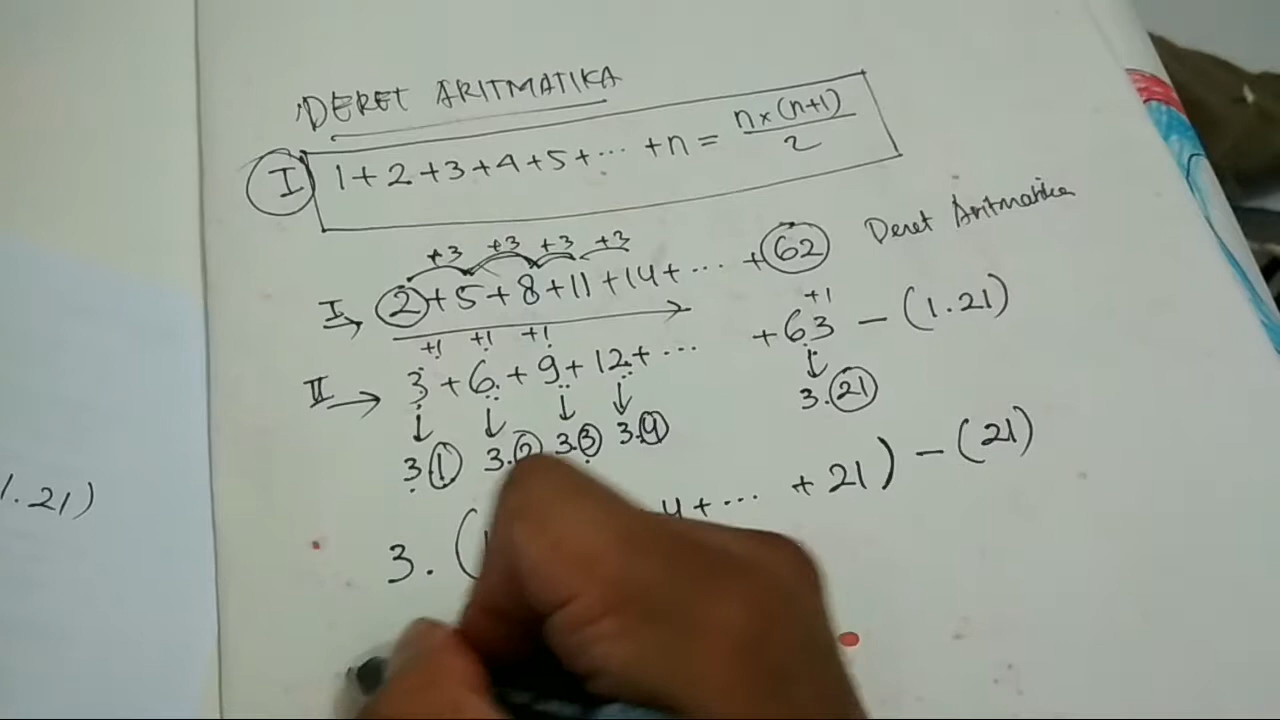 DERET ARITMATIKA
I 1+2+3+4+5+... +n = n×(n+1)/2
+3 +3 +3 +3
I → 2+5+8+11+14+... +62 Deret Aritmatika
+1 +1 +1 +1
II → 3+6+9+12+... +63 - (1.21)
↓ ↓ ↓ ↓ ↓
3.1 3.2 3.3 3.4 3.21
3. ( 4+... +21) - (21)
1.21)